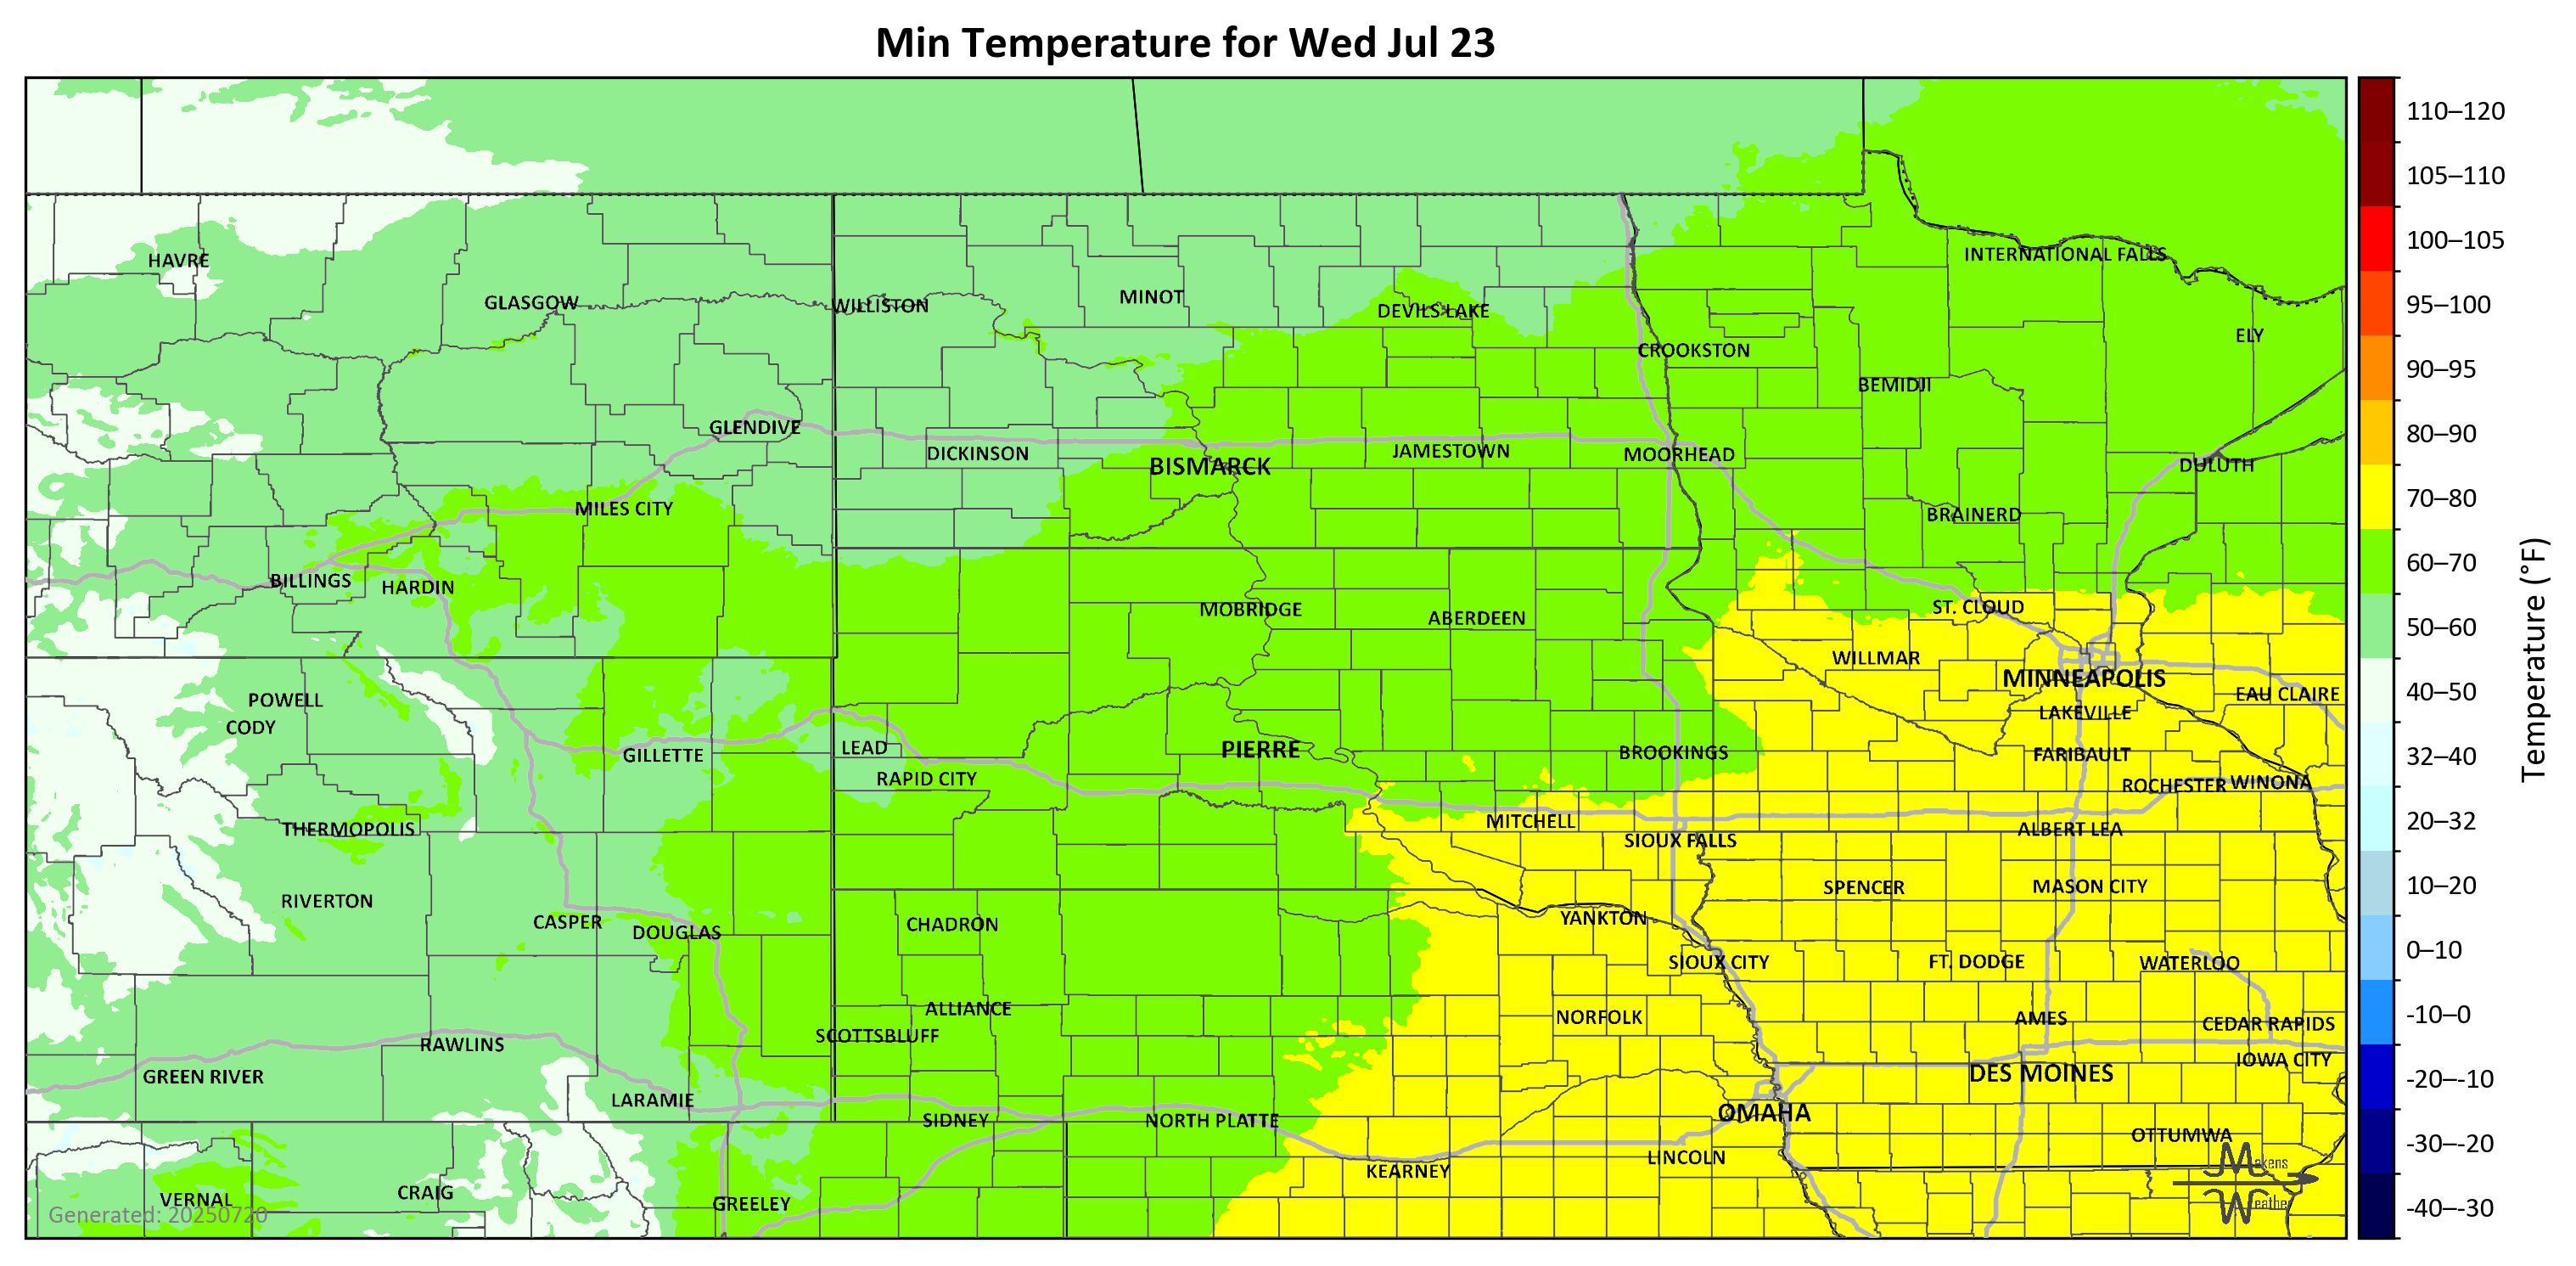 Min Temperature for Wed Jul 23
HAVRE
GLASGOW
WILLISTON
MINOT
DEVILS LAKE
INTERNATIONAL FALLS
ELY
CROOKSTON
BEMIDJI
GLENDIVE
DICKINSON
BISMARCK
JAMESTOWN
MOORHEAD
DULUTH
MILES CITY
BRAINERD
BILLINGS
HARDIN
MOBRIDGE
ABERDEEN
ST. CLOUD
WILLMAR
MINNEAPOLIS
EAU CLAIRE
POWELL
CODY
LAKEVILLE
GILLETTE
LEAD
RAPID CITY
PIERRE
BROOKINGS
FARIBAULT
ROCHESTER
WINONA
THERMOPOLIS
MITCHELL
SIOUX FALLS
ALBERT LEA
RIVERTON
SPENCER
MASON CITY
CASPER
DOUGLAS
CHADRON
YANKTON
SIOUX CITY
FT. DODGE
WATERLOO
ALLIANCE
SCOTTSBLUFF
NORFOLK
AMES
CEDAR RAPIDS
RAWLINS
IOWA CITY
GREEN RIVER
DES MOINES
LARAMIE
SIDNEY
NORTH PLATTE
OMAHA
OTTUMWA
LINCOLN
KEARNEY
VERNAL
CRAIG
GREELEY
Generated: 20250720
Makens
Weather
110–120
105–110
100–105
95–100
90–95
80–90
70–80
60–70
50–60
40–50
32–40
20–32
10–20
0–10
-10–0
-20–-10
-30–-20
-40–-30
Temperature (°F)